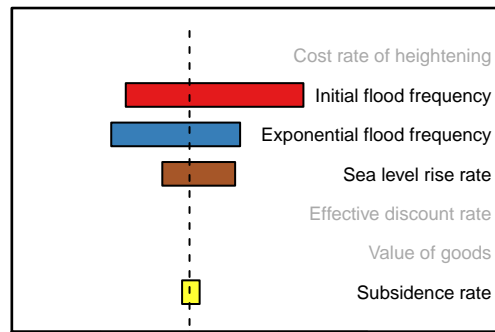 Cost rate of heightening
Initial flood frequency
Exponential flood frequency
Sea level rise rate
Effective discount rate
Value of goods
Subsidence rate